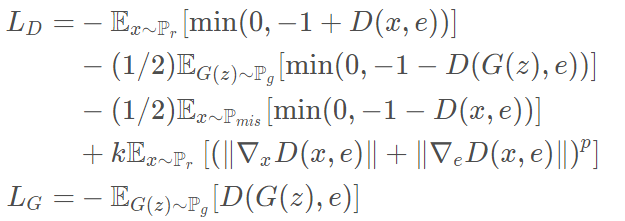 L_D = − 𝔼_{x∼ℙ_r}[min(0, −1 + D(x, e))]
− (1/2)𝔼_{G(z)∼ℙ_g}[min(0, −1 − D(G(z), e))]
− (1/2)𝔼_{x∼ℙ_{mis}}[min(0, −1 − D(x, e))]
+ k𝔼_{x∼ℙ_r}[(‖∇_x D(x, e)‖ + ‖∇_e D(x, e)‖)^p]
L_G = − 𝔼_{G(z)∼ℙ_g}[D(G(z), e)]